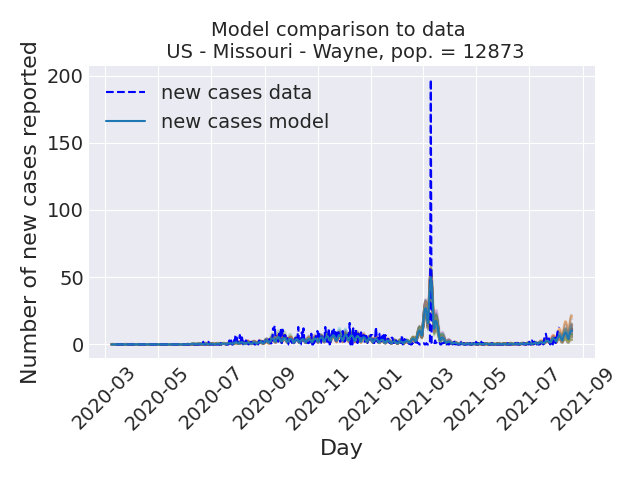 Model comparison to data
US - Missouri - Wayne, pop. = 12873
Number of new cases reported
200
150
100
50
0
new cases data
new cases model
2020-03
2020-05
2020-07
2020-09
2020-11
2021-01
2021-03
2021-05
2021-07
2021-09
Day